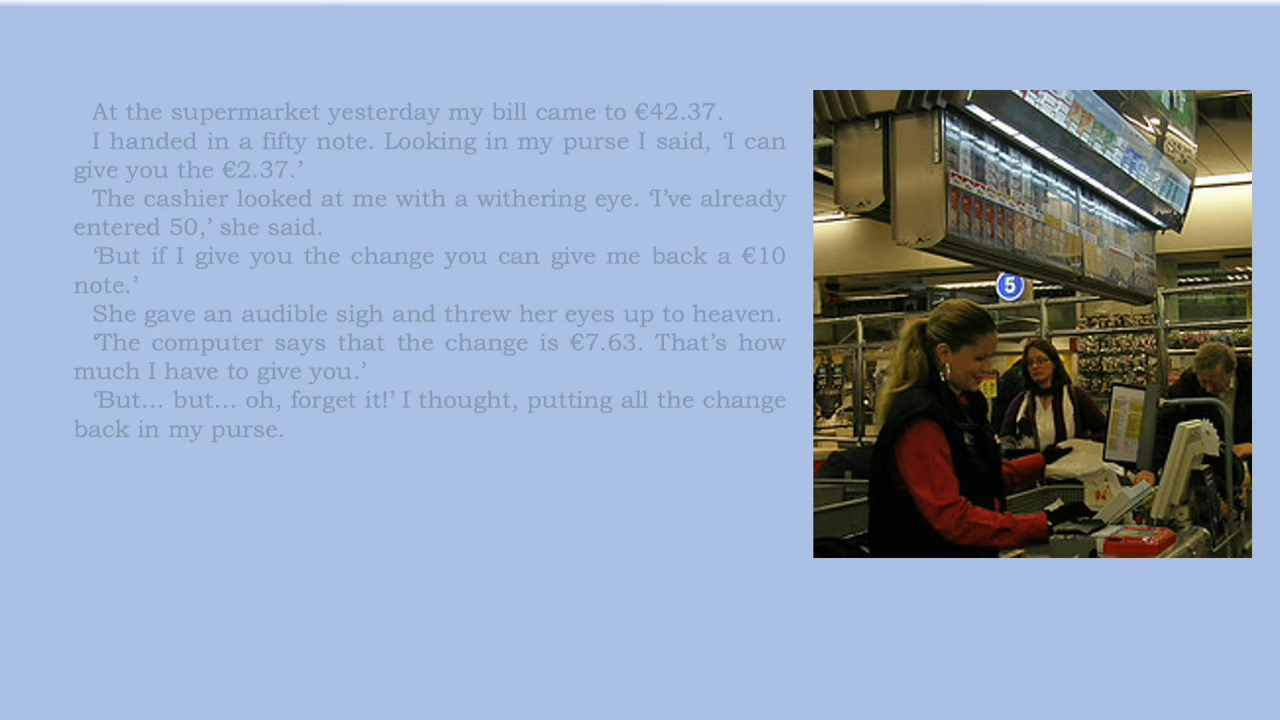 At the supermarket yesterday my bill came to €42.37.
I handed in a fifty note. Looking in my purse I said, ‘I can
give you the €2.37.’
The cashier looked at me with a withering eye. ‘I’ve already
entered 50,’ she said.
‘But if I give you the change you can give me back a €10
note.’
She gave an audible sigh and threw her eyes up to heaven.
‘The computer says that the change is €7.63. That’s how
much I have to give you.’
‘But… but… oh, forget it!’ I thought, putting all the change
back in my purse.
5